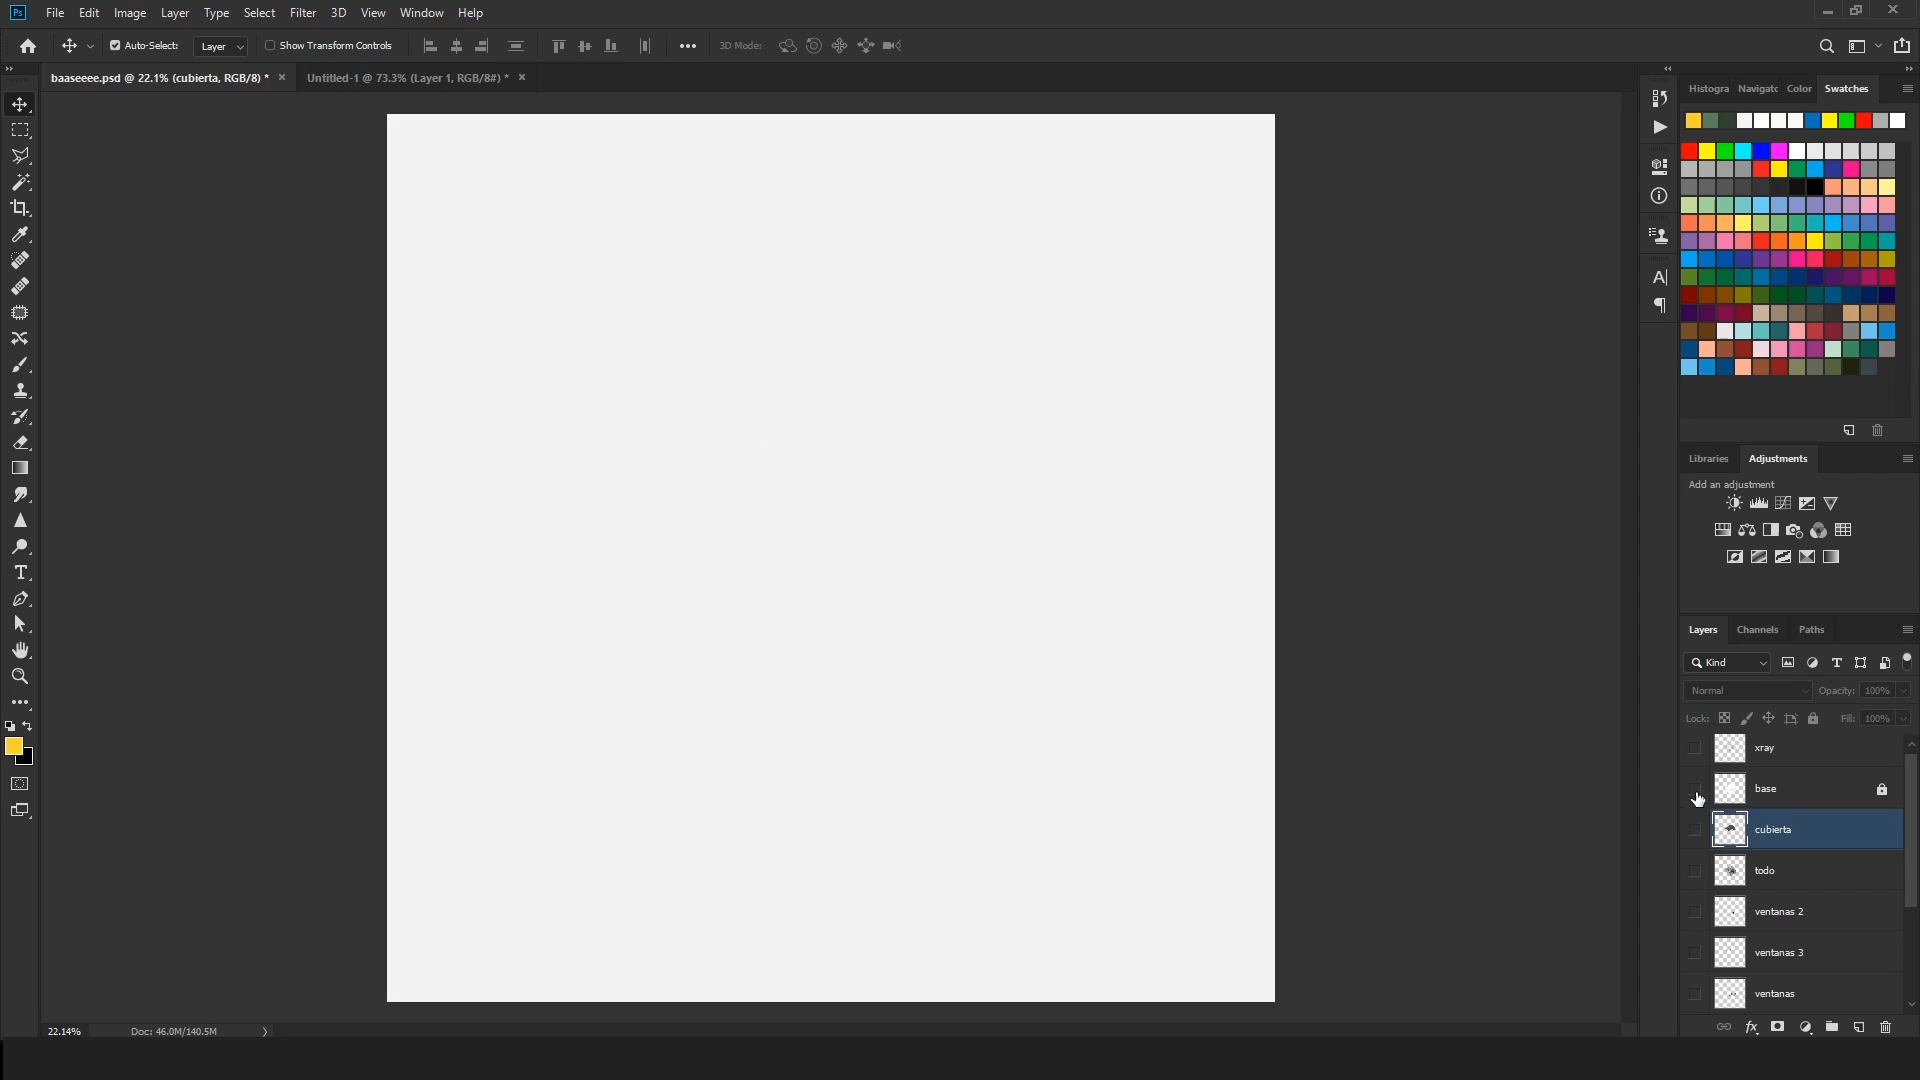 Ps File Edit Image Layer Type Select Filter 3D View Window Help
Auto-Select: Layer Show Transform Controls 3D Mode:
baaseeee.psd @ 22.1% (cubierta, RGB/8) * Untitled-1 @ 73.3% (Layer 1, RGB/8#) *
Histogra Navigatc Color Swatches
Libraries Adjustments
Add an adjustment
Layers Channels Paths
Kind
Normal Opacity: 100%
Lock: Fill: 100%
xray
base
cubierta
todo
ventanas 2
ventanas 3
ventanas
22.14% Doc: 46.0M/140.5M